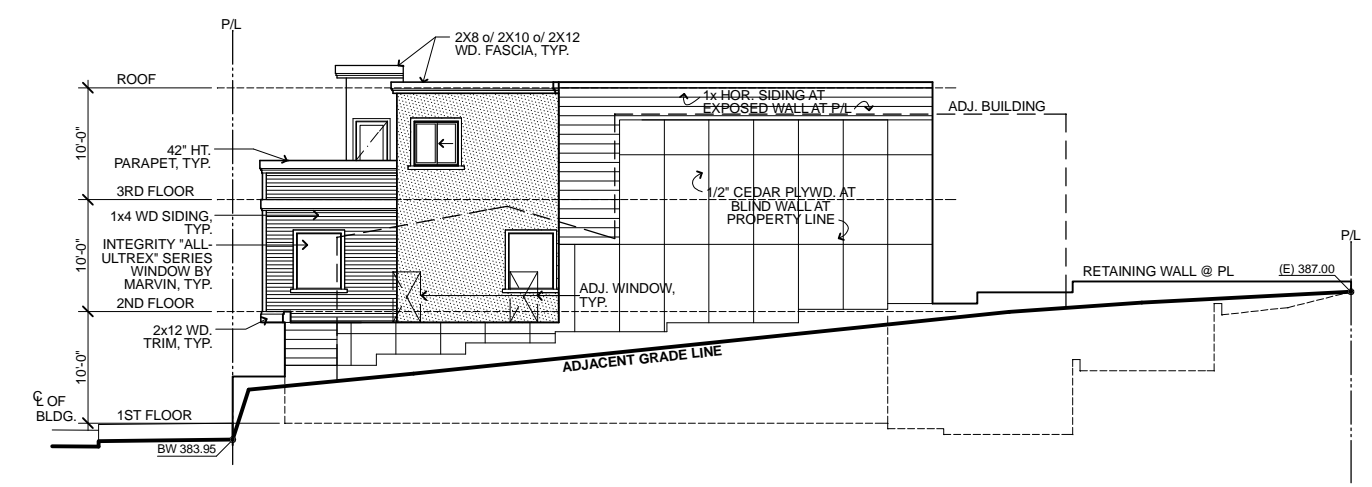 P/L
2X8 o/ 2X10 o/ 2X12
WD. FASCIA, TYP.
ROOF
1x HOR. SIDING AT
EXPOSED WALL AT P/L
ADJ. BUILDING
10'-0"
42" HT.
PARAPET, TYP.
3RD FLOOR
1/2" CEDAR PLYWD. AT
BLIND WALL AT
PROPERTY LINE
1x4 WD SIDING,
TYP.
INTEGRITY "ALL-
ULTREX" SERIES
WINDOW BY
MARVIN, TYP.
10'-0"
P/L
RETAINING WALL @ PL
(E) 387.00
ADJ. WINDOW,
TYP.
2ND FLOOR
2x12 WD.
TRIM, TYP.
10'-0"
ADJACENT GRADE LINE
℄ OF
BLDG.
1ST FLOOR
BW 383.95